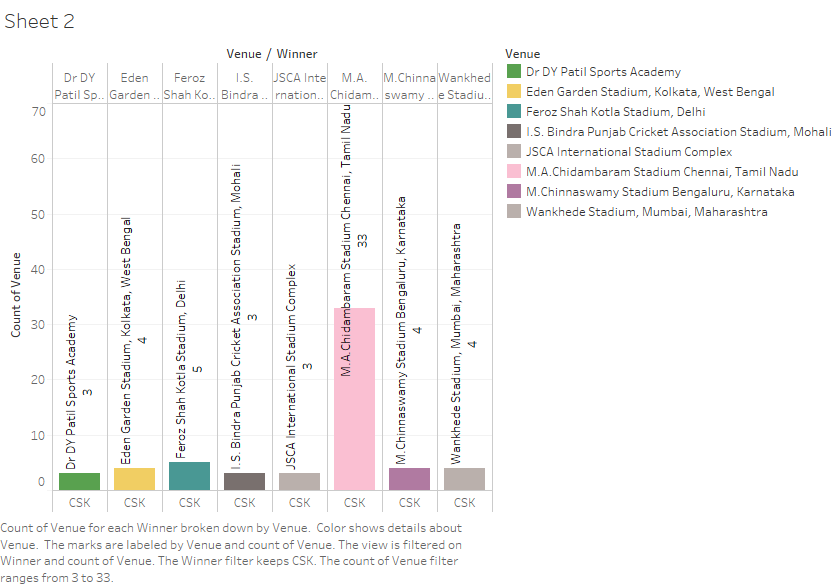 Sheet 2
Venue / Winner
Dr DY
Patil Sp..
Eden
Garden ..
Feroz
Shah Ko..
I.S.
Bindra ..
JSCA Inte
rnation..
M.A.
Chidam..
M.Chinna
swamy ..
Wankhed
e Stadiu..
Count of Venue
70
60
50
40
30
20
10
0
Dr DY Patil Sports Academy
3
Eden Garden Stadium, Kolkata, West Bengal
4
Feroz Shah Kotla Stadium, Delhi
5
I.S. Bindra Punjab Cricket Association Stadium, Mohali
3
JSCA International Stadium Complex
3
M.A.Chidambaram Stadium Chennai, Tamil Nadu
33
M.Chinnaswamy Stadium Bengaluru, Karnataka
4
Wankhede Stadium, Mumbai, Maharashtra
4
CSK
CSK
CSK
CSK
CSK
CSK
CSK
CSK
Venue
Dr DY Patil Sports Academy
Eden Garden Stadium, Kolkata, West Bengal
Feroz Shah Kotla Stadium, Delhi
I.S. Bindra Punjab Cricket Association Stadium, Mohali
JSCA International Stadium Complex
M.A.Chidambaram Stadium Chennai, Tamil Nadu
M.Chinnaswamy Stadium Bengaluru, Karnataka
Wankhede Stadium, Mumbai, Maharashtra
Count of Venue for each Winner broken down by Venue.  Color shows details about
Venue.  The marks are labeled by Venue and count of Venue. The view is filtered on
Winner and count of Venue. The Winner filter keeps CSK. The count of Venue filter
ranges from 3 to 33.